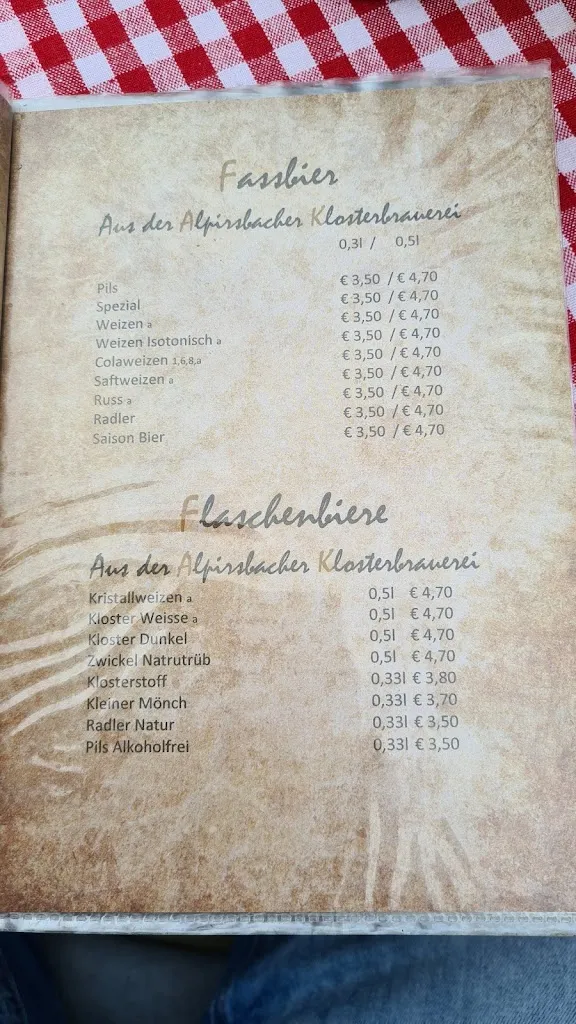 Fassbier
Aus der Alpirsbacher Klosterbrauerei
0,3l / 0,5l
Pils € 3,50 / € 4,70
Spezial € 3,50 / € 4,70
Weizen a € 3,50 / € 4,70
Weizen Isotonisch a € 3,50 / € 4,70
Colaweizen 1,6,8,a € 3,50 / € 4,70
Saftweizen a € 3,50 / € 4,70
Russ a € 3,50 / € 4,70
Radler € 3,50 / € 4,70
Saison Bier € 3,50 / € 4,70
Flaschenbiere
Aus der Alpirsbacher Klosterbrauerei
Kristallweizen a 0,5l € 4,70
Kloster Weisse a 0,5l € 4,70
Kloster Dunkel 0,5l € 4,70
Zwickel Natrutrüb 0,5l € 4,70
Klosterstoff 0,33l € 3,80
Kleiner Mönch 0,33l € 3,70
Radler Natur 0,33l € 3,50
Pils Alkoholfrei 0,33l € 3,50